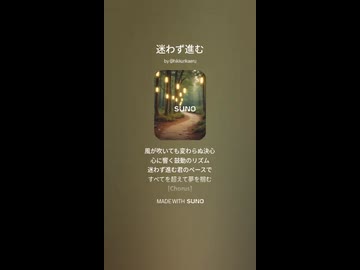 迷わず進む
SUNO
風が吹いても変わらぬ決心
心に響く鼓動のリズム
迷わず進む君のペースで
すべてを超えて夢を掴む
[Chorus]
MADE WITH SUNO